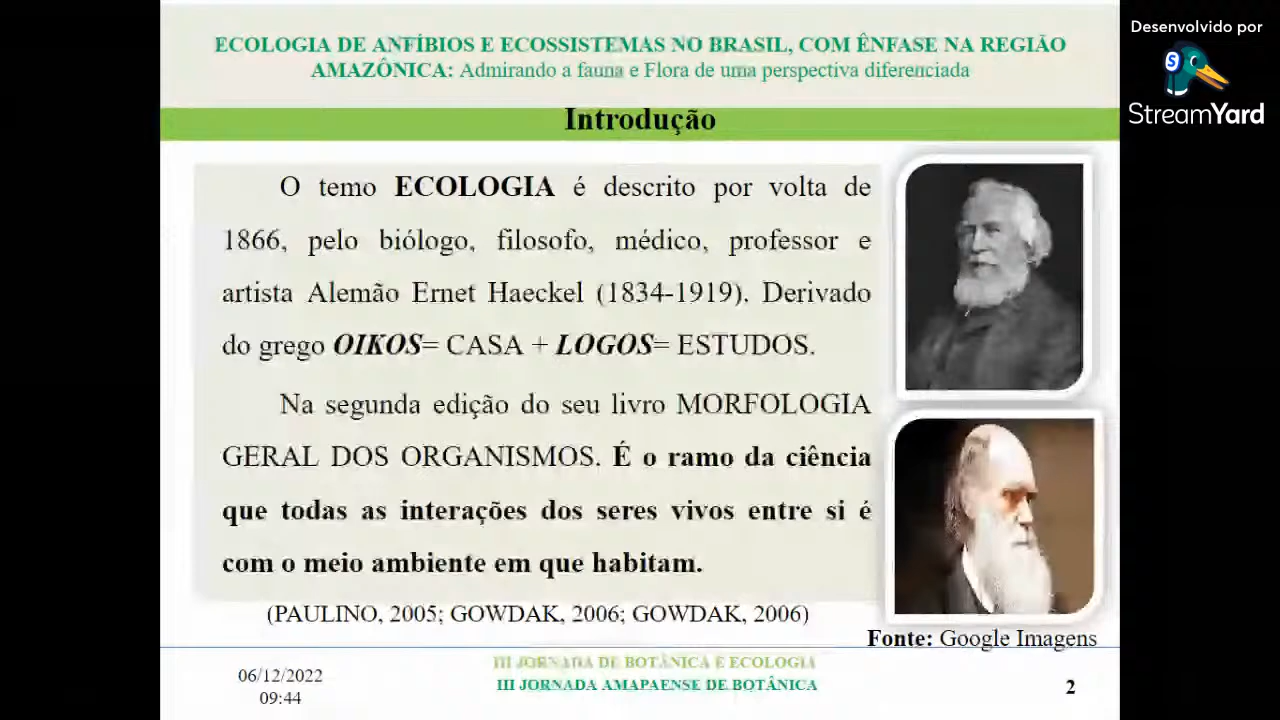 ECOLOGIA DE ANFÍBIOS E ECOSSISTEMAS NO BRASIL, COM ÊNFASE NA REGIÃO
AMAZÔNICA: Admirando a fauna e Flora de uma perspectiva diferenciada
Desenvolvido por
StreamYard
Introdução
O temo ECOLOGIA é descrito por volta de
1866, pelo biólogo, filosofo, médico, professor e
artista Alemão Ernet Haeckel (1834-1919). Derivado
do grego OIKOS= CASA + LOGOS= ESTUDOS.
Na segunda edição do seu livro MORFOLOGIA
GERAL DOS ORGANISMOS. É o ramo da ciência
que todas as interações dos seres vivos entre si é
com o meio ambiente em que habitam.
(PAULINO, 2005; GOWDAK, 2006; GOWDAK, 2006)
Fonte: Google Imagens
06/12/2022
09:44
III JORNADA DE BOTÂNICA E ECOLOGIA
III JORNADA AMAPAENSE DE BOTÂNICA
2